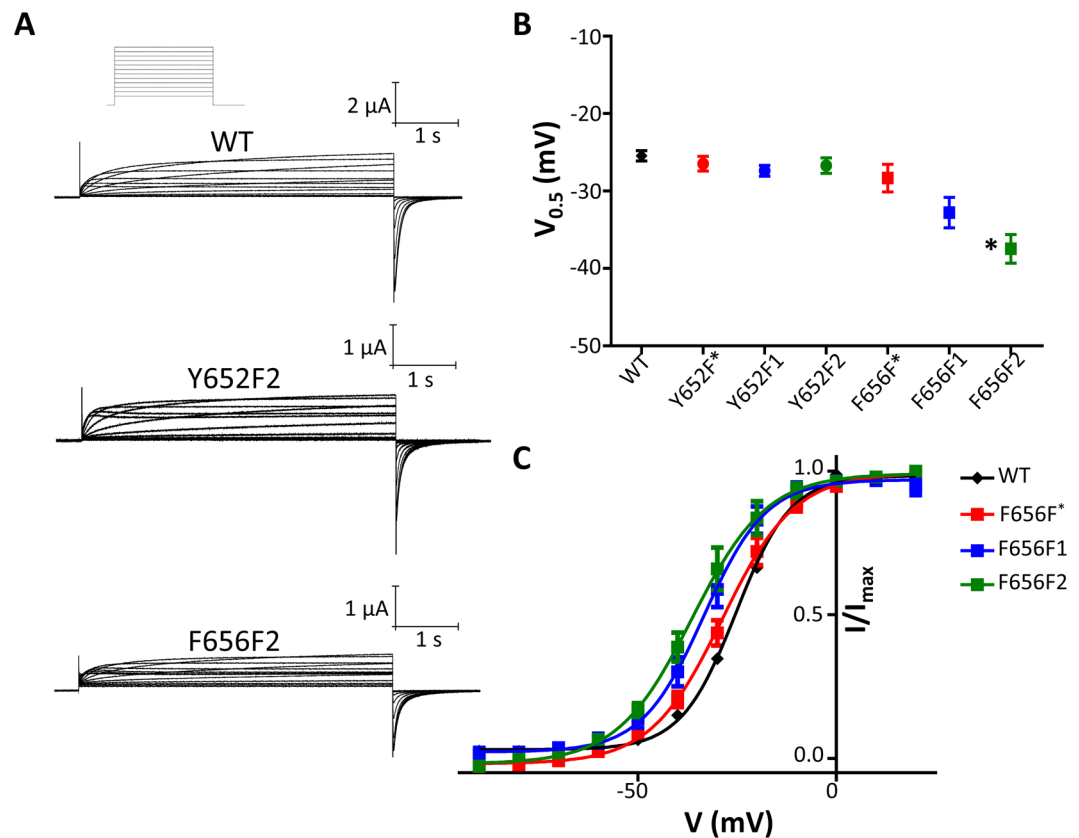 A
2 µA
1 s
WT
1 µA
1 s
Y652F2
1 µA
1 s
F656F2
B
-10
-20
-30
-40
-50
V0.5 (mV)
*
WT
Y652F*
Y652F1
Y652F2
F656F*
F656F1
F656F2
C
1.0
0.5
0.0
I/Imax
-50
0
V (mV)
WT
F656F*
F656F1
F656F2